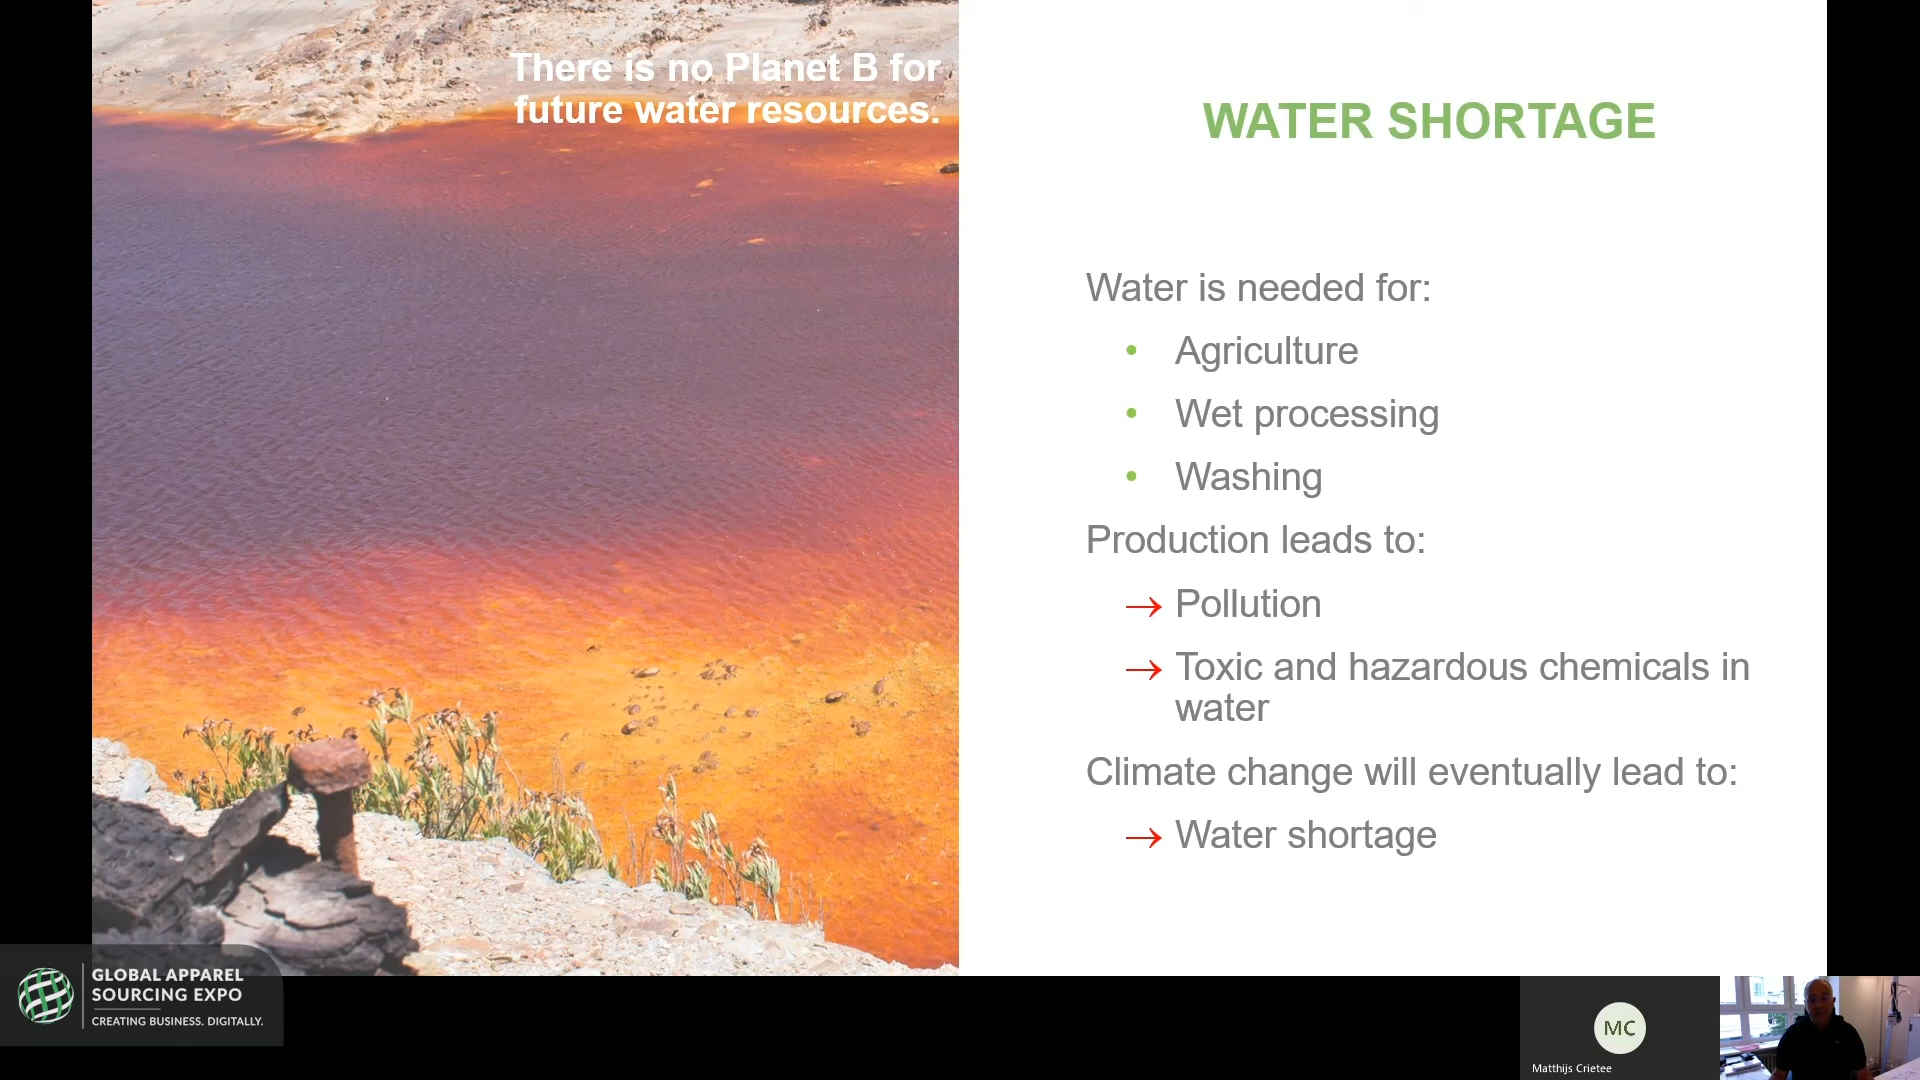 There is no Planet B for
future water resources.
WATER SHORTAGE
Water is needed for:
• Agriculture
• Wet processing
• Washing
Production leads to:
→ Pollution
→ Toxic and hazardous chemicals in
water
Climate change will eventually lead to:
→ Water shortage
GLOBAL APPAREL
SOURCING EXPO
CREATING BUSINESS. DIGITALLY.
MC
Matthijs Crietee